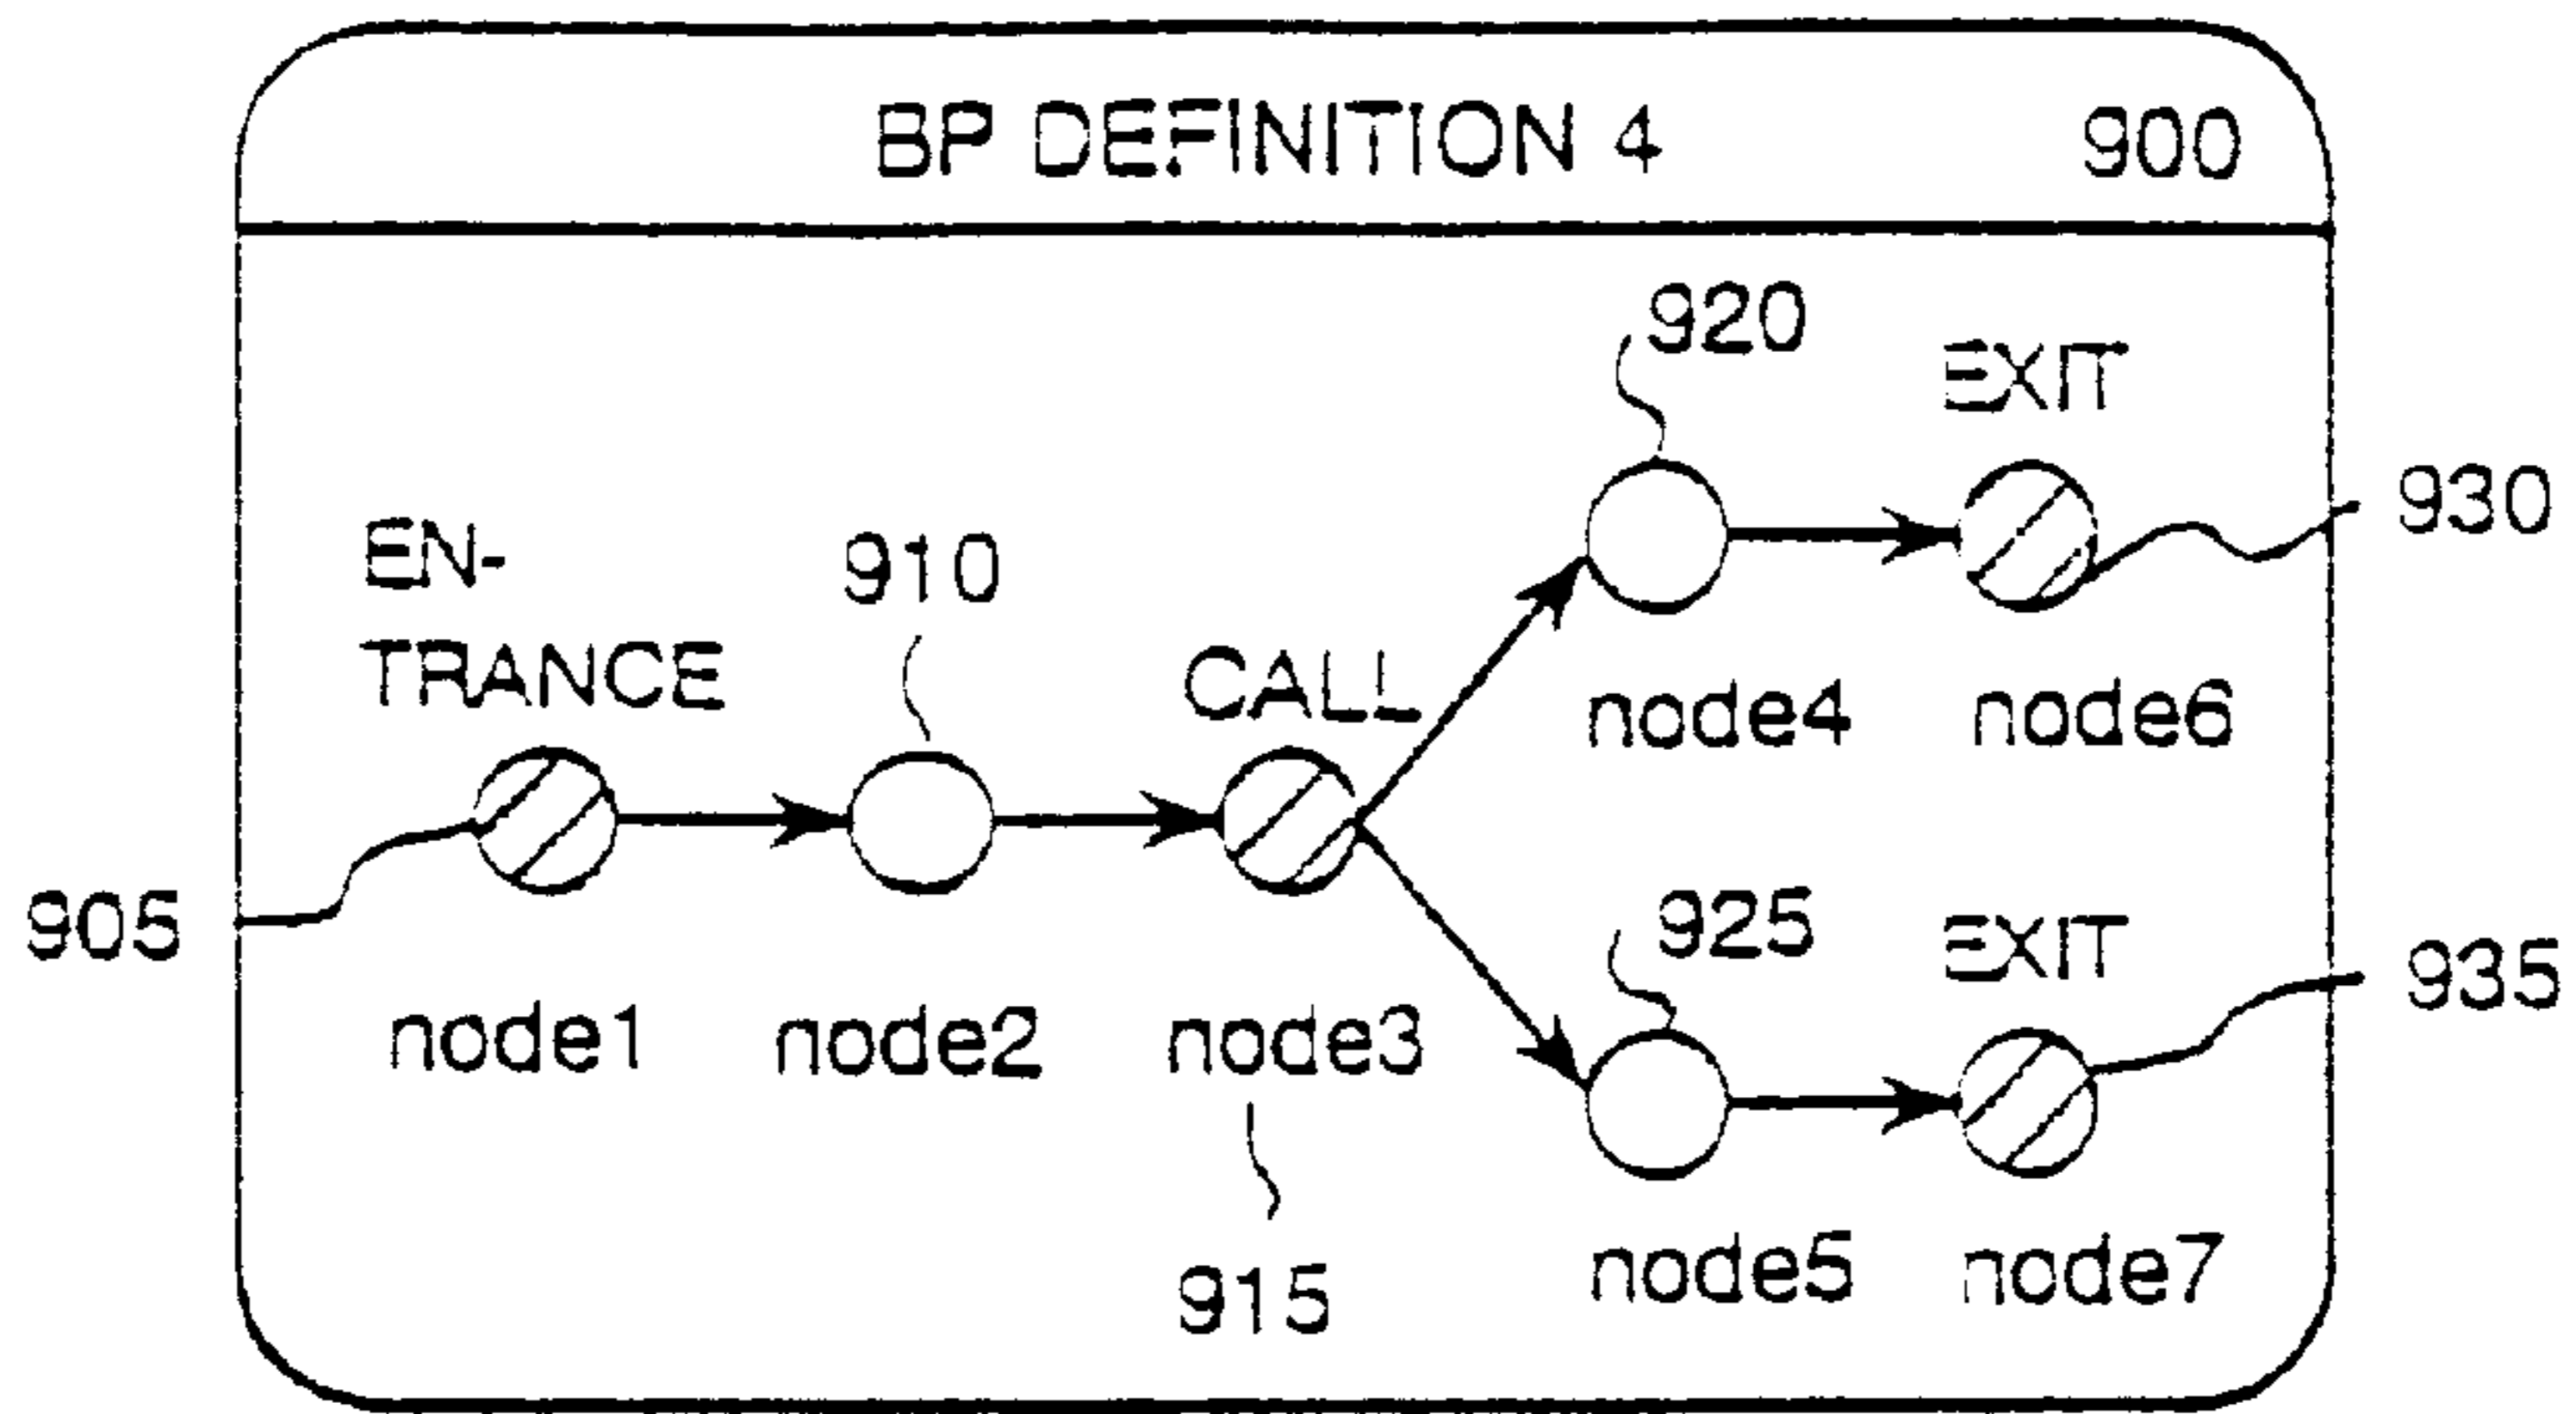 BP DEFINITION 4 900
920
EXIT
930
EN-
TRANCE
910
CALL
node4 node6
905
925
EXIT
935
node1 node2 node3
915
node5 node7